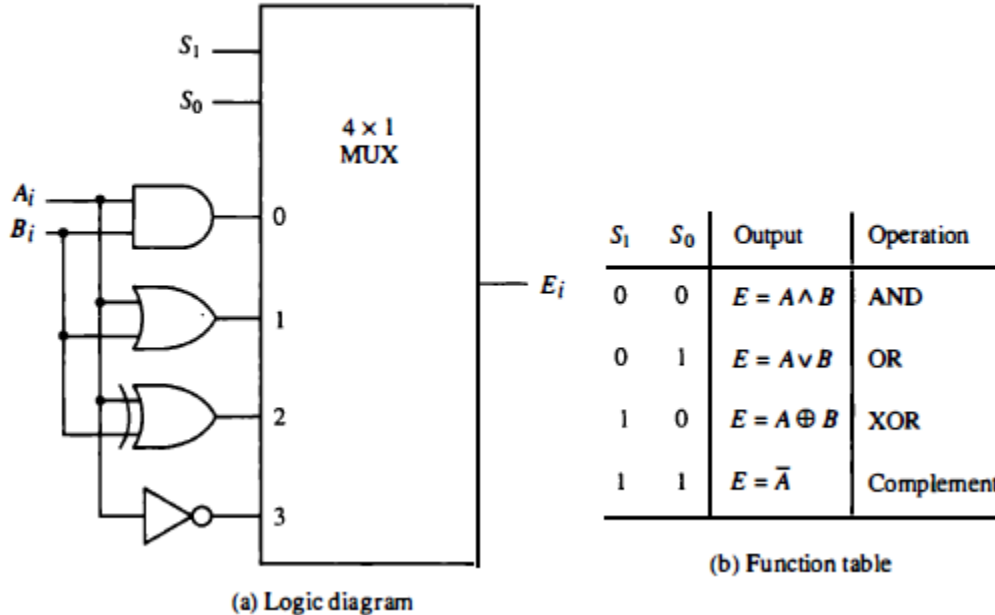 S₁
S₀
4 × 1
MUX
Aᵢ
Bᵢ
0
1
2
3
Eᵢ
(a) Logic diagram
S₁ S₀ Output Operation
0 0 E = A ∧ B AND
0 1 E = A ∨ B OR
1 0 E = A ⊕ B XOR
1 1 E = A̅ Complement
(b) Function table